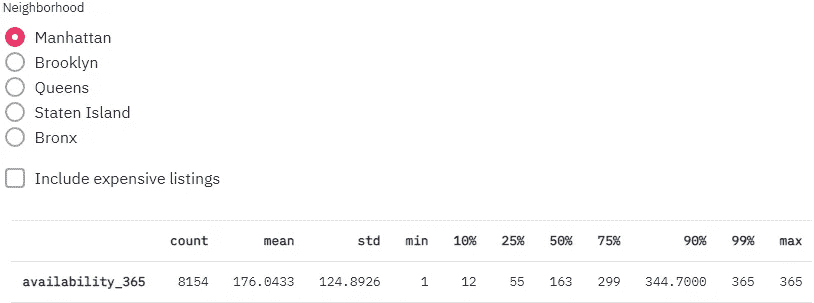 Neighborhood
Manhattan
Brooklyn
Queens
Staten Island
Bronx
Include expensive listings
count mean std min 10% 25% 50% 75% 90% 99% max
availability_365 8154 176.0433 124.8926 1 12 55 163 299 344.7000 365 365